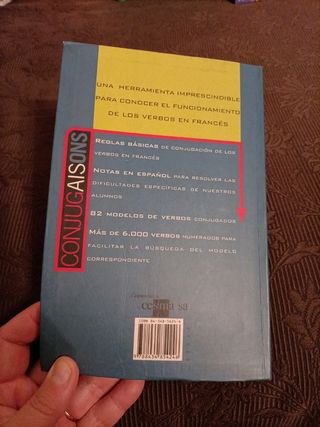 UNA HERRAMIENTA IMPRESCINDIBLE
PARA CONOCER EL FUNCIONAMIENTO
DE LOS VERBOS EN FRANCÉS
CONJUGAISONS
REGLAS BÁSICAS DE CONJUGACIÓN DE LOS
VERBOS EN FRANCÉS
NOTAS EN ESPAÑOL PARA RESOLVER LAS
DIFICULTADES ESPECÍFICAS DE NUESTROS
ALUMNOS
82 MODELOS DE VERBOS CONJUGADOS
MÁS DE 6.000 VERBOS NUMERADOS PARA
FACILITAR LA BÚSQUEDA DEL MODELO
CORRESPONDIENTE
cesma sa